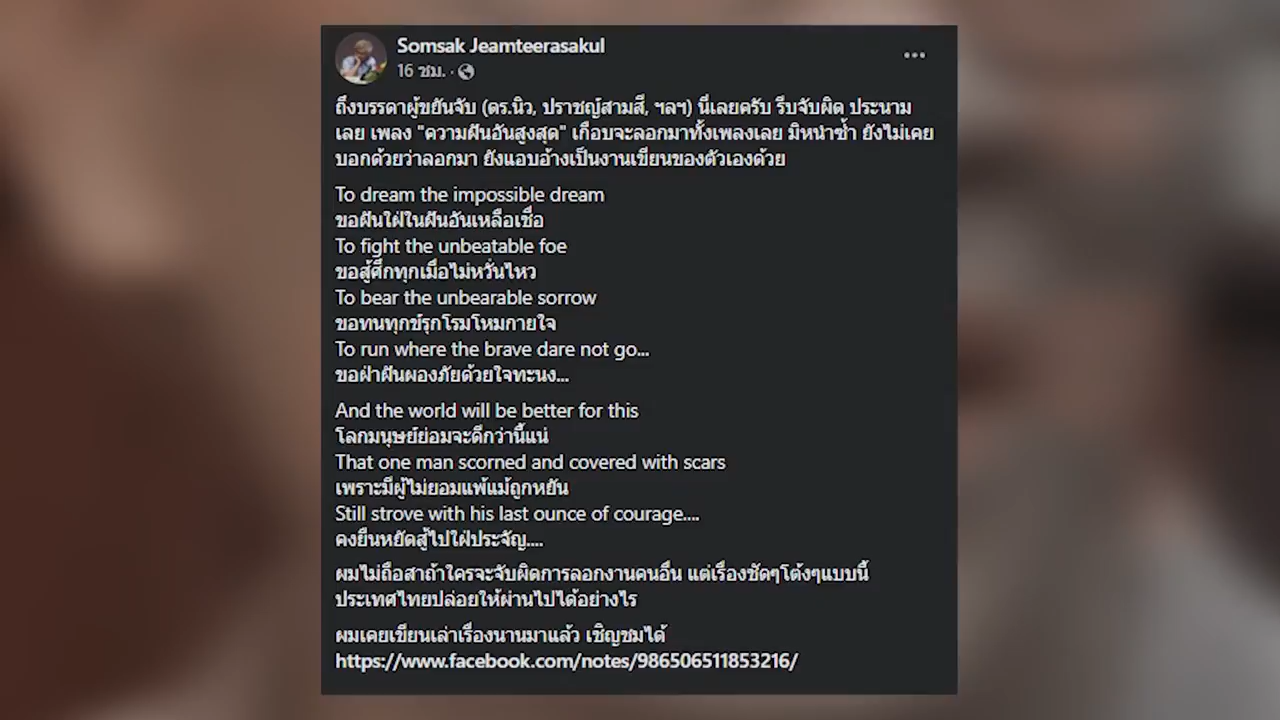 Somsak Jeamteerasakul
16 ชม. ·
ถึงบรรดาผู้ขยันจับ (ดร.นิว, ปราชญ์สามสี, ฯลฯ) นี่เลยครับ รีบจับผิด ประนาม
เลย เพลง "ความฝันอันสูงสุด" เกือบจะลอกมาทั้งเพลงเลย มิหนำซ้ำ ยังไม่เคย
บอกด้วยว่าลอกมา ยังแอบอ้างเป็นงานเขียนของตัวเองด้วย
To dream the impossible dream
ขอฝันใฝ่ในฝันอันเหลือเชื่อ
To fight the unbeatable foe
ขอสู้ศึกทุกเมื่อไม่หวั่นไหว
To bear the unbearable sorrow
ขอทนทุกข์รุกโรมโหมกายใจ
To run where the brave dare not go...
ขอฝ่าฝันผองภัยด้วยใจทะนง...
And the world will be better for this
โลกมนุษย์ย่อมจะดีกว่านี้แน่
That one man scorned and covered with scars
เพราะมีผู้ไม่ยอมแพ้แม้ถูกหยัน
Still strove with his last ounce of courage....
คงยืนหยัดสู้ไปใฝ่ประจัญ....
ผมไม่ถือสาถ้าใครจะจับผิดการลอกงานคนอื่น แต่เรื่องชัดๆโต้งๆแบบนี้
ประเทศไทยปล่อยให้ผ่านไปได้อย่างไร
ผมเคยเขียนเล่าเรื่องนานมาแล้ว เชิญชมได้
https://www.facebook.com/notes/986506511853216/